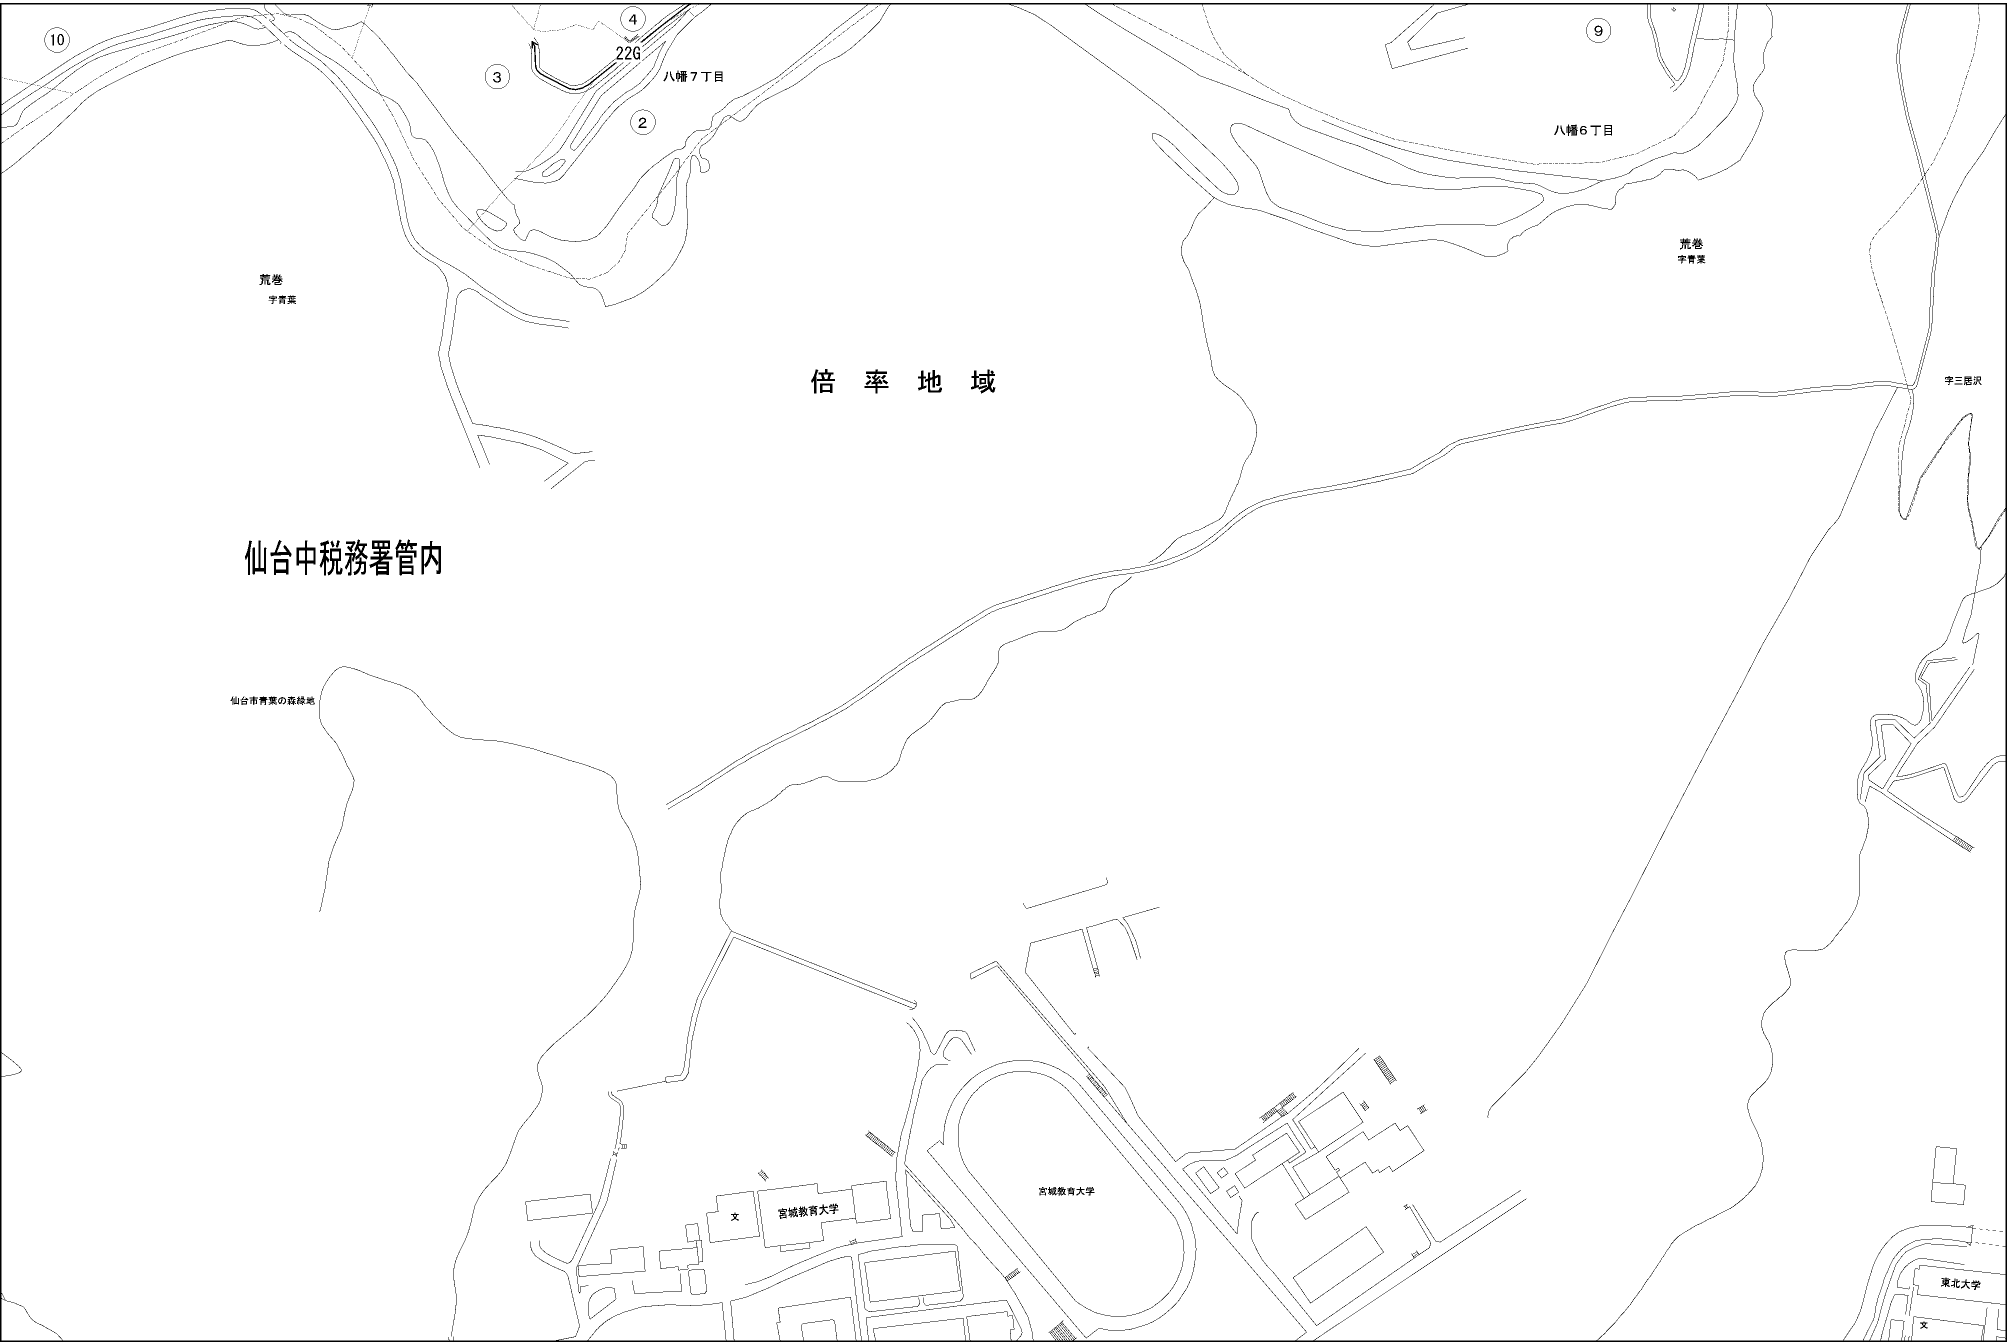 ⑩
④
22G
③
八幡7丁目
②
⑨
八幡6丁目
荒巻
字青葉
荒巻
字青葉
倍率地域
字三居沢
仙台中税務署管内
仙台市青葉の森緑地
宮城教育大学
文
宮城教育大学
東北大学
文